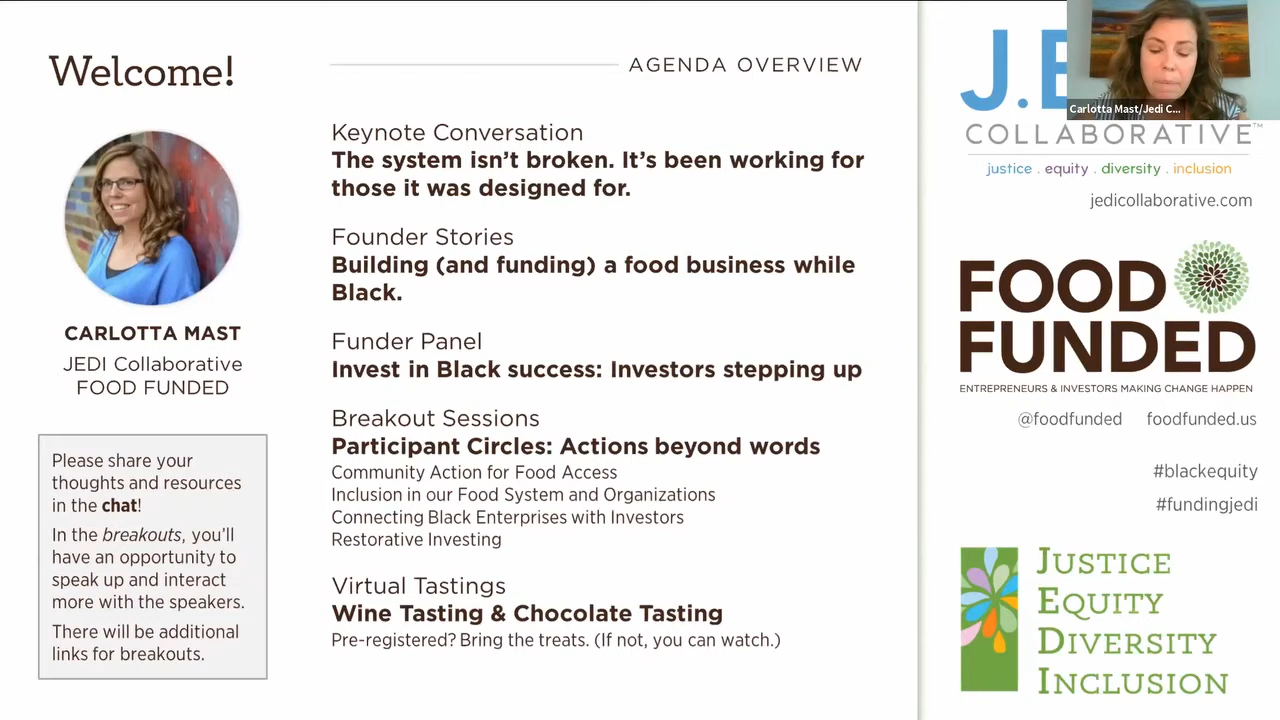 Welcome!
CARLOTTA MAST
JEDI Collaborative
FOOD FUNDED
Please share your
thoughts and resources
in the chat!
In the breakouts, you'll
have an opportunity to
speak up and interact
more with the speakers.
There will be additional
links for breakouts.
AGENDA OVERVIEW
Keynote Conversation
The system isn't broken. It's been working for
those it was designed for.
Founder Stories
Building (and funding) a food business while
Black.
Funder Panel
Invest in Black success: Investors stepping up
Breakout Sessions
Participant Circles: Actions beyond words
Community Action for Food Access
Inclusion in our Food System and Organizations
Connecting Black Enterprises with Investors
Restorative Investing
Virtual Tastings
Wine Tasting & Chocolate Tasting
Pre-registered? Bring the treats. (If not, you can watch.)
J.E
Carlotta Mast/Jedi C...
COLLABORATIVE™
justice . equity . diversity . inclusion
jedicollaborative.com
FOOD
FUNDED
ENTREPRENEURS & INVESTORS MAKING CHANGE HAPPEN
@foodfunded foodfunded.us
#blackequity
#fundingjedi
JUSTICE
EQUITY
DIVERSITY
INCLUSION